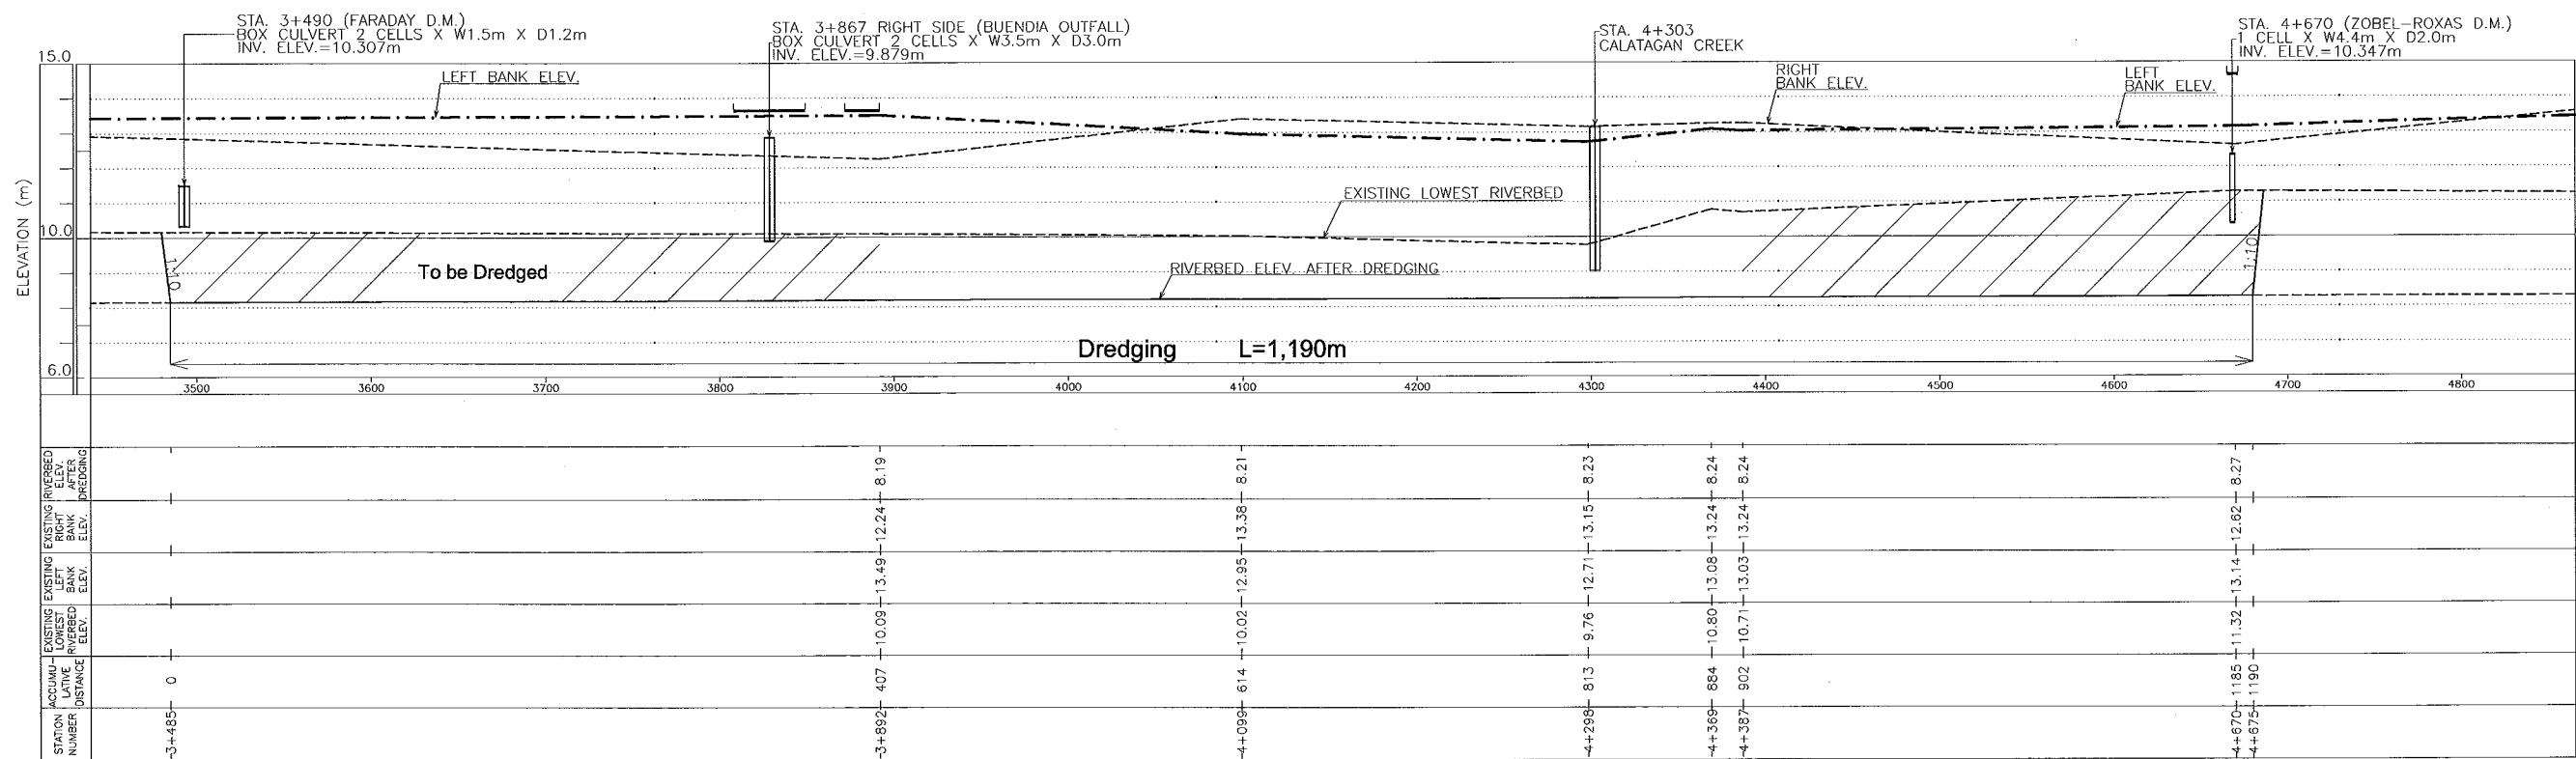 STA. 3+490 (FARADAY D.M.)
BOX CULVERT 2 CELLS X W1.5m X D1.2m
INV. ELEV.=10.307m
STA. 3+867 RIGHT SIDE (BUENDIA OUTFALL)
BOX CULVERT 2 CELLS X W3.5m X D3.0m
INV. ELEV.=9.879m
STA. 4+303
CALATAGAN CREEK
STA. 4+670 (ZOBEL-ROXAS D.M.)
1 CELL X W4.4m X D2.0m
INV. ELEV.=10.347m
15.0
LEFT BANK ELEV.
RIGHT
BANK ELEV.
LEFT
BANK ELEV.
ELEVATION (m)
EXISTING LOWEST RIVERBED
10.0
1:10
To be Dredged
RIVERBED ELEV. AFTER DREDGING
1:10
Dredging L=1,190m
6.0
3500 3600 3700 3800 3900 4000 4100 4200 4300 4400 4500 4600 4700 4800
RIVERBED
ELEV.
AFTER
DREDGING
8.19 8.21 8.23 8.24 8.24 8.27
EXISTING
RIGHT
BANK
ELEV.
12.24 13.38 13.15 13.24 13.24 12.62
EXISTING
LEFT
BANK
ELEV.
13.49 12.95 12.71 13.08 13.03 13.14
EXISTING
LOWEST
RIVERBED
ELEV.
10.09 10.02 9.76 10.80 10.71 11.32
ACCUMU-
LATIVE
DISTANCE
0 407 614 813 884 902 1185 1190
STATION
NUMBER
3+485 3+892 4+099 4+298 4+369 4+387 4+670 4+675